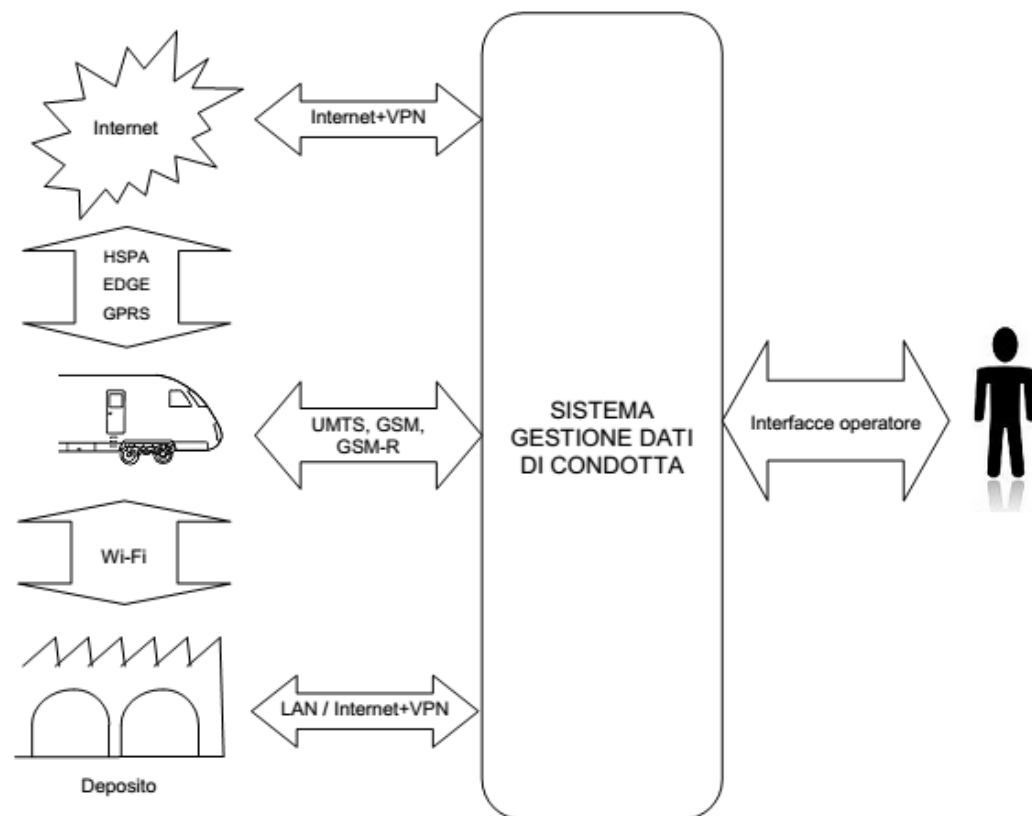 Internet
Internet+VPN
HSPA
EDGE
GPRS
UMTS, GSM,
GSM-R
SISTEMA
GESTIONE DATI
DI CONDOTTA
Interfacce operatore
Wi-Fi
LAN / Internet+VPN
Deposito